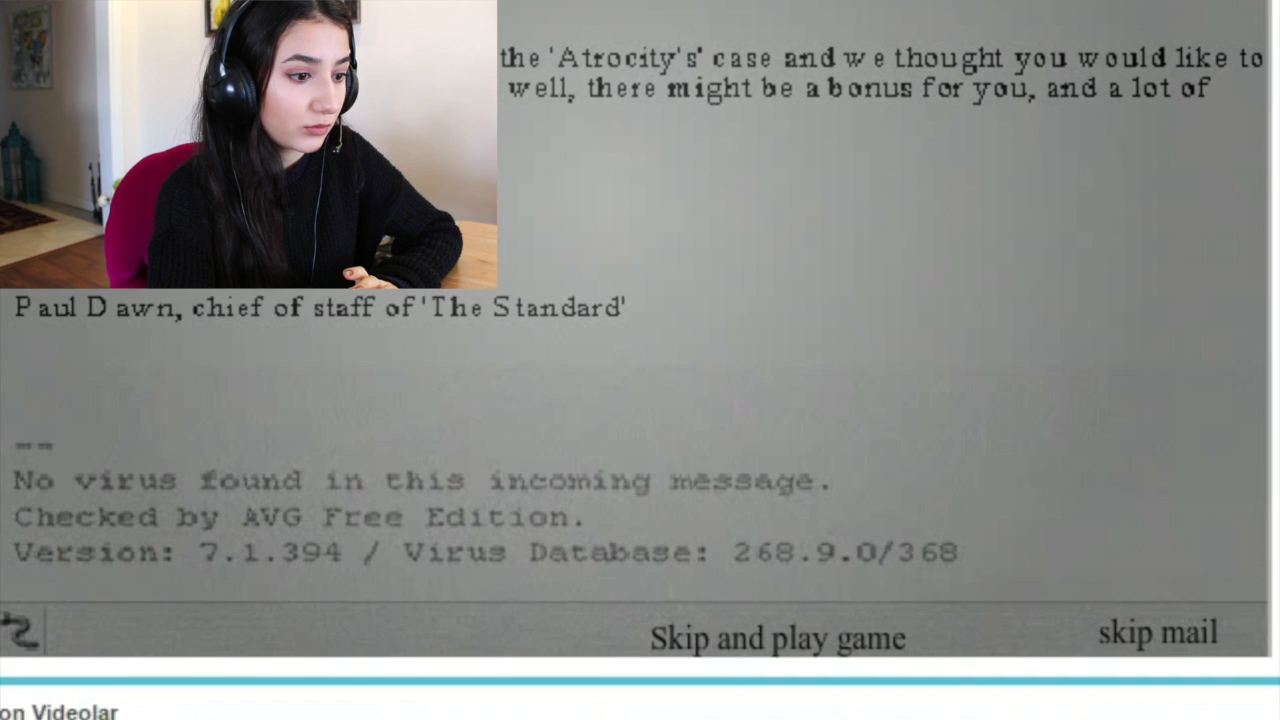 the 'Atrocity's' case and we thought you would like to
well, there might be a bonus for you, and a lot of
Paul Dawn, chief of staff of 'The Standard'
--
No virus found in this incoming message.
Checked by AVG Free Edition.
Version: 7.1.394 / Virus Database: 268.9.0/368
Skip and play game
skip mail
on Videolar